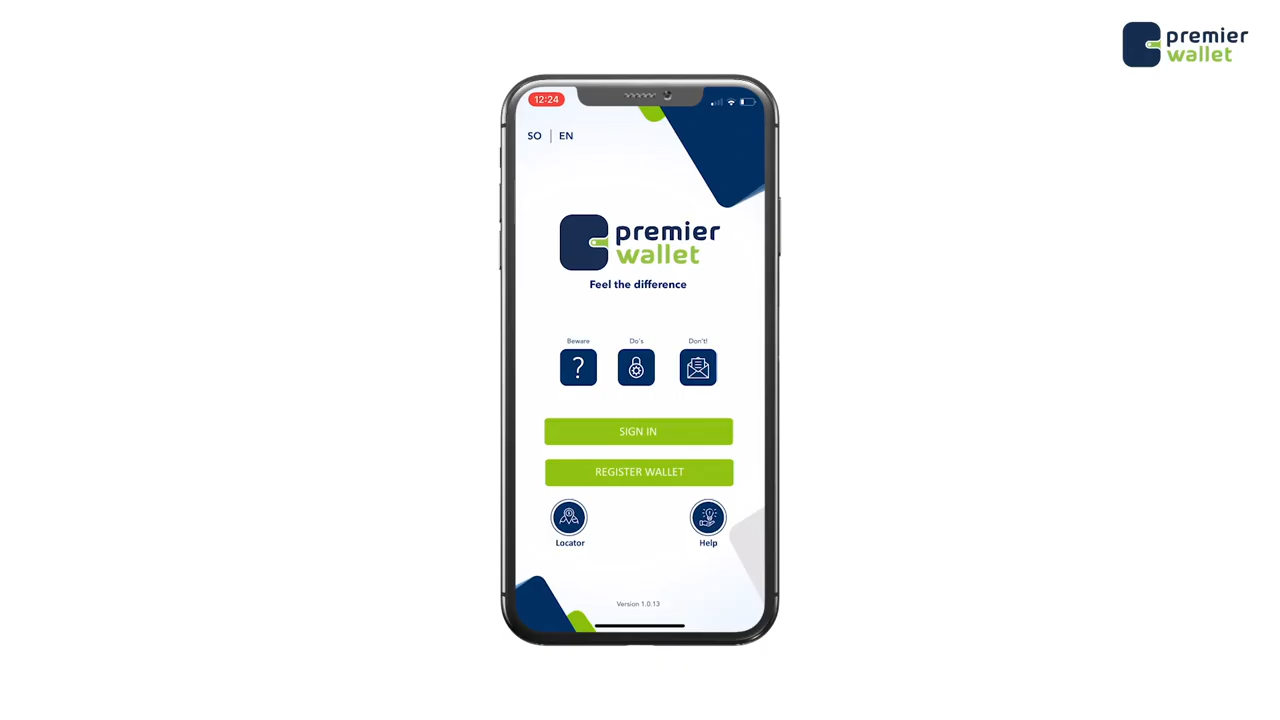 premier
wallet
12:24
SO | EN
premier
wallet
Feel the difference
Beware
Do's
Don't!
?
SIGN IN
REGISTER WALLET
Locator
Help
Version 1.0.13